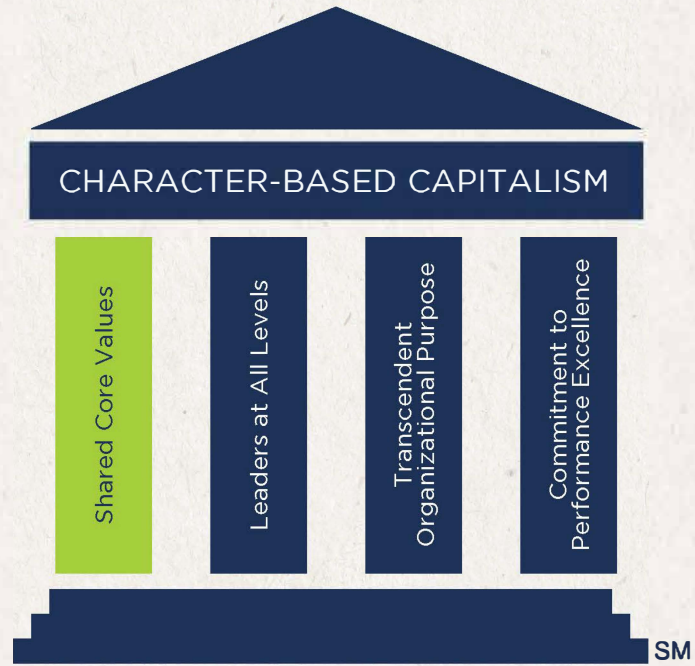 CHARACTER-BASED CAPITALISM
Shared Core Values
Leaders at All Levels
Transcendent
Organizational Purpose
Commitment to
Performance Excellence
SM